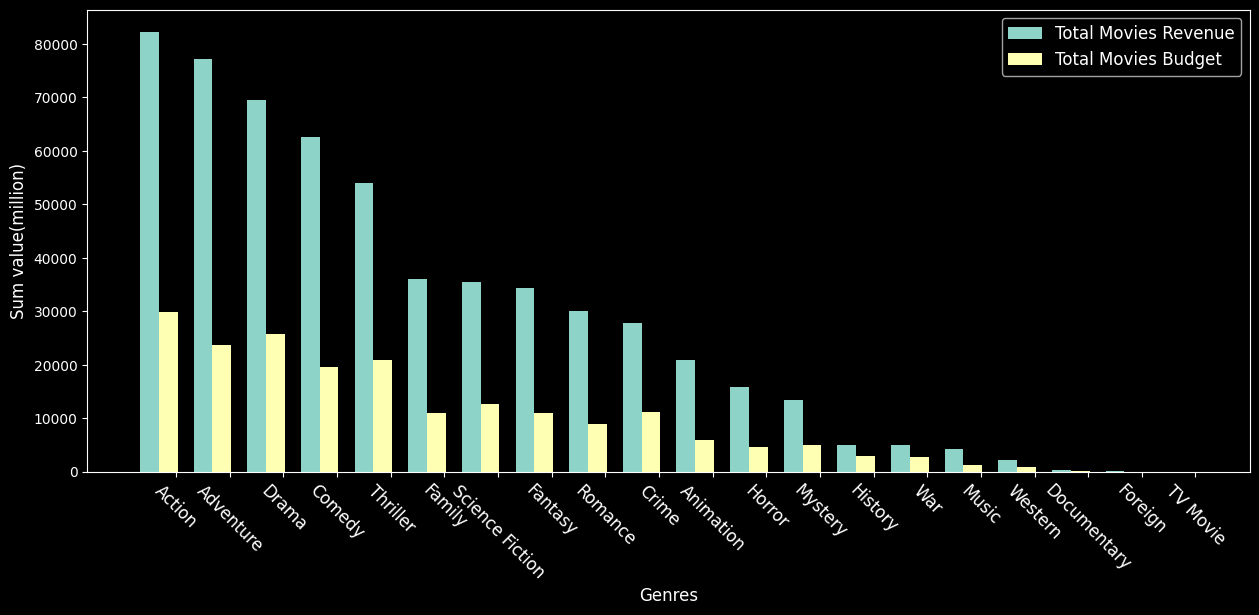 Total Movies Revenue
Total Movies Budget
Sum value(million)
80000
70000
60000
50000
40000
30000
20000
10000
0
Action
Adventure
Drama
Comedy
Thriller
Family
Science Fiction
Fantasy
Romance
Crime
Animation
Horror
Mystery
History
War
Music
Western
Documentary
Foreign
TV Movie
Genres